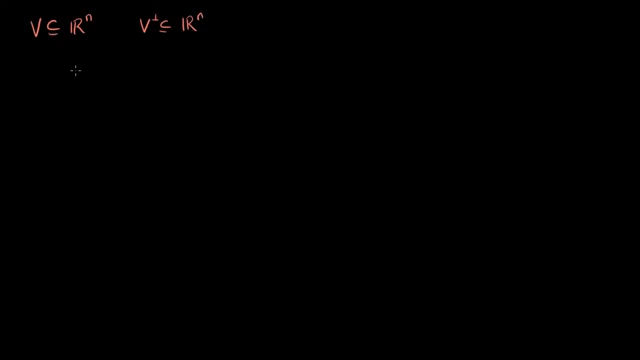 V ⊆ ℝⁿ V^⊥ ⊆ ℝⁿ